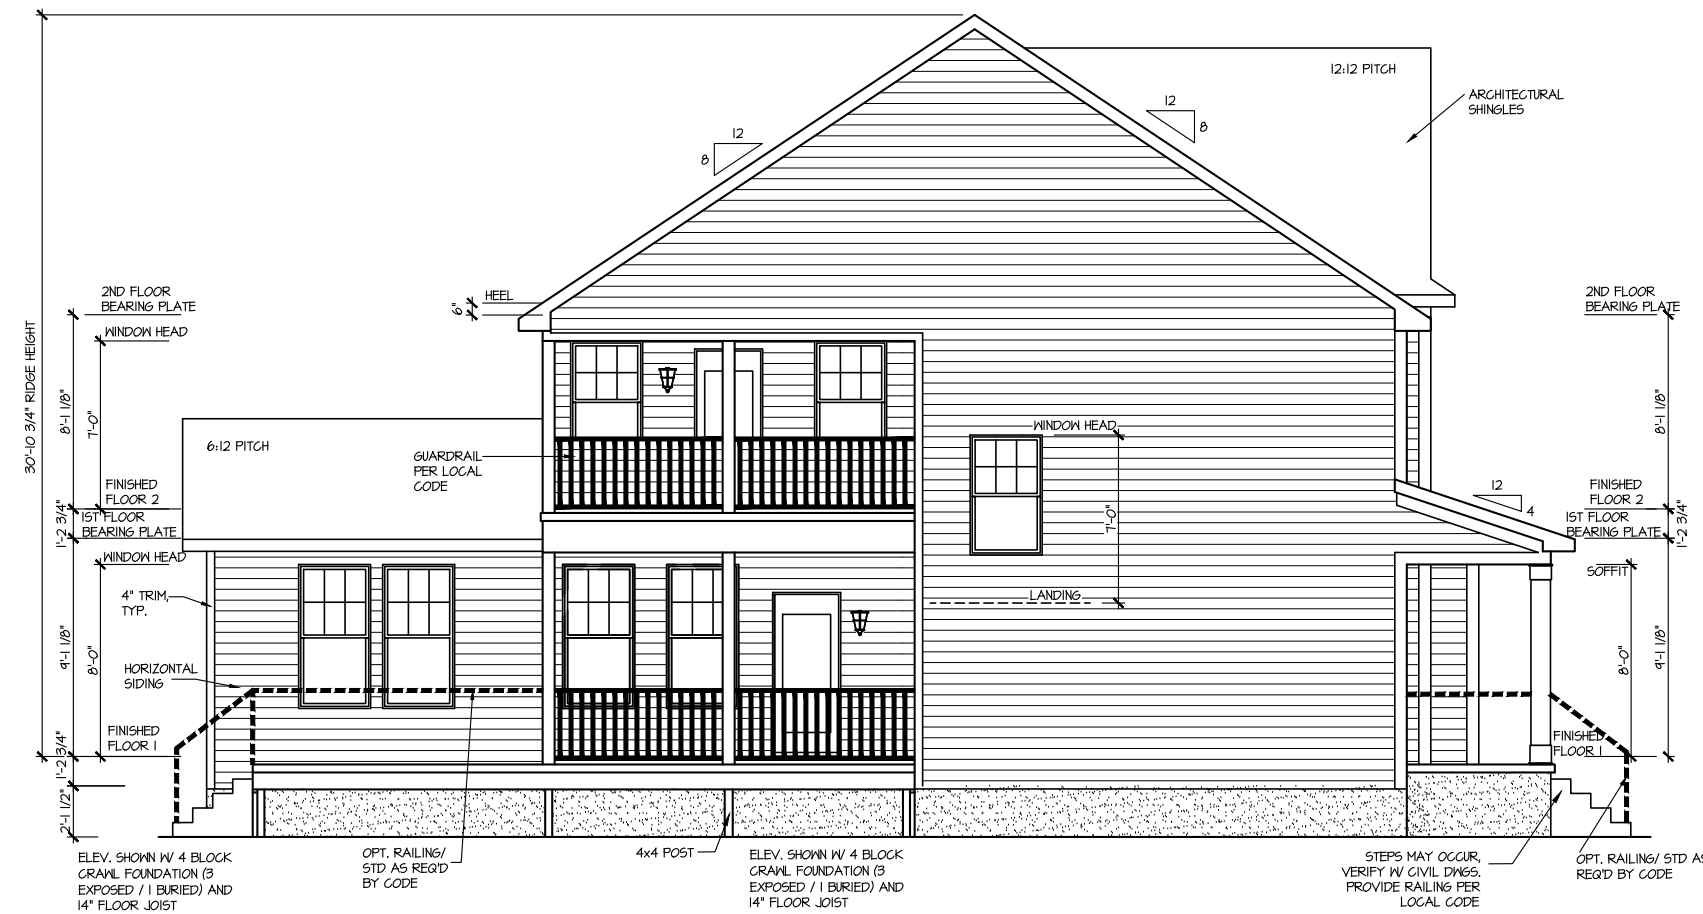 12:12 PITCH
ARCHITECTURAL
SHINGLES
12
8
12
8
2ND FLOOR
BEARING PLATE
HEEL
6"
WINDOW HEAD
30'-10 3/4" RIDGE HEIGHT
8'-1 1/8"
7'-0"
6:12 PITCH
GUARDRAIL
PER LOCAL
CODE
FINISHED
FLOOR 2
1'-2 3/4"
1ST FLOOR
BEARING PLATE
WINDOW HEAD
4" TRIM,
TYP.
9'-1 1/8"
8'-0"
HORIZONTAL
SIDING
FINISHED
FLOOR 1
1'-2 3/4"
2'-1 1/2"
WINDOW HEAD
7'-0"
LANDING
2ND FLOOR
BEARING PLATE
8'-1 1/8"
12
4
FINISHED
FLOOR 2
1ST FLOOR
BEARING PLATE
1'-2 3/4"
SOFFIT
8'-0"
9'-1 1/8"
FINISHED
FLOOR 1
ELEV. SHOWN W/ 4 BLOCK
CRAWL FOUNDATION (3
EXPOSED / 1 BURIED) AND
14" FLOOR JOIST
OPT. RAILING/
STD AS REQ'D
BY CODE
4x4 POST
ELEV. SHOWN W/ 4 BLOCK
CRAWL FOUNDATION (3
EXPOSED / 1 BURIED) AND
14" FLOOR JOIST
STEPS MAY OCCUR,
VERIFY W/ CIVIL DWGS.
PROVIDE RAILING PER
LOCAL CODE
OPT. RAILING/ STD AS
REQ'D BY CODE